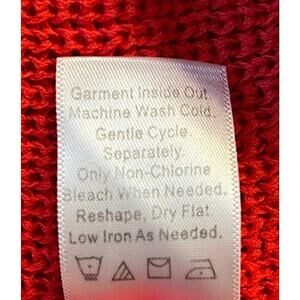 Garment Inside Out.
Machine Wash Cold.
Gentle Cycle.
Separately.
Only Non-Chlorine
Bleach When Needed.
Reshape, Dry Flat
Low Iron As Needed.